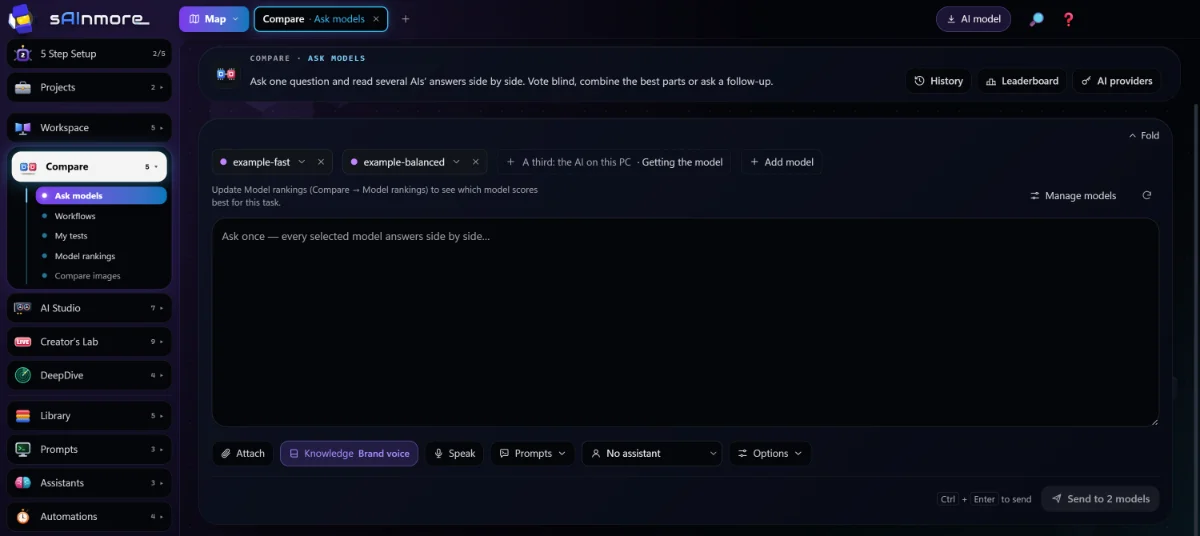 sAInmore
Map
Compare · Ask models
AI model
5 Step Setup 2/5
Projects 2
Workspace 5
Compare 5
Ask models
Workflows
My tests
Model rankings
Compare images
AI Studio 7
LIVE Creator's Lab 9
DeepDive 4
Library 5
Prompts 3
Assistants 3
Automations 4
COMPARE · ASK MODELS
Ask one question and read several AIs' answers side by side. Vote blind, combine the best parts or ask a follow-up.
History Leaderboard AI providers
Fold
example-fast example-balanced A third: the AI on this PC · Getting the model Add model
Update Model rankings (Compare → Model rankings) to see which model scores
best for this task.
Manage models
Ask once — every selected model answers side by side...
Attach Knowledge Brand voice Speak Prompts No assistant Options
Ctrl + Enter to send Send to 2 models